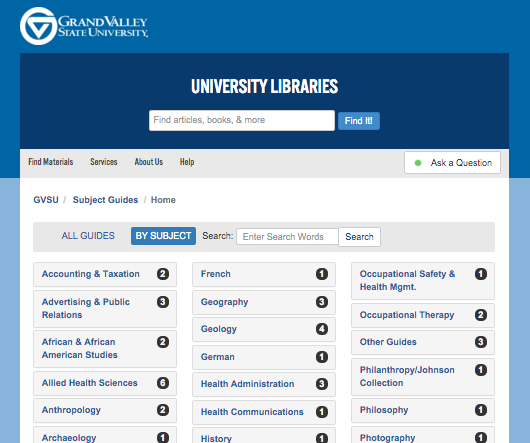 GRANDVALLEY
STATE UNIVERSITY
UNIVERSITY LIBRARIES
Find articles, books, & more
Find It!
Find Materials
Services
About Us
Help
Ask a Question
GVSU / Subject Guides / Home
ALL GUIDES
BY SUBJECT
Search:
Enter Search Words
Search
Accounting & Taxation 2
Advertising & Public 3
Relations
African & African 2
American Studies
Allied Health Sciences 6
Anthropology 2
Archaeology 1
French 1
Geography 3
Geology 4
German 1
Health Administration 3
Health Communications 1
History 1
Occupational Safety & 1
Health Mgmt.
Occupational Therapy 2
Other Guides 3
Philanthropy/Johnson 1
Collection
Philosophy 1
Photography 1